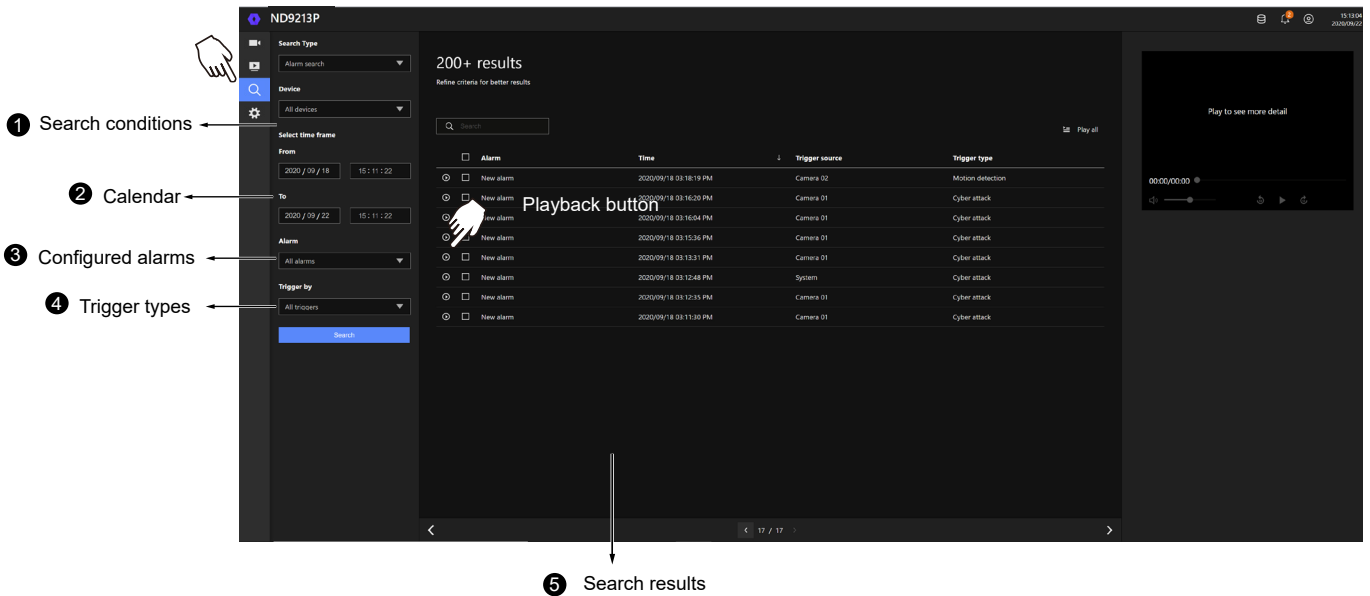 ND9213P
15:13:04
2020/09/22
2
Search Type
Alarm search
Device
All devices
Select time frame
From
2020 / 09 / 18 15 : 11 : 22
To
2020 / 09 / 22 15 : 11 : 22
Alarm
All alarms
Trigger by
All triggers
Search
1 Search conditions
2 Calendar
3 Configured alarms
4 Trigger types
200+ results
Refine criteria for better results
Search
Play all
Alarm Time ↓ Trigger source Trigger type
New alarm 2020/09/18 03:18:19 PM Camera 02 Motion detection
New alarm 2020/09/18 03:16:20 PM Camera 01 Cyber attack
Playback button
New alarm 2020/09/18 03:16:04 PM Camera 01 Cyber attack
New alarm 2020/09/18 03:15:36 PM Camera 01 Cyber attack
New alarm 2020/09/18 03:13:31 PM Camera 01 Cyber attack
New alarm 2020/09/18 03:12:48 PM System Cyber attack
New alarm 2020/09/18 03:12:35 PM Camera 01 Cyber attack
New alarm 2020/09/18 03:11:30 PM Camera 01 Cyber attack
17 / 17
Play to see more detail
00:00/00:00
5 Search results